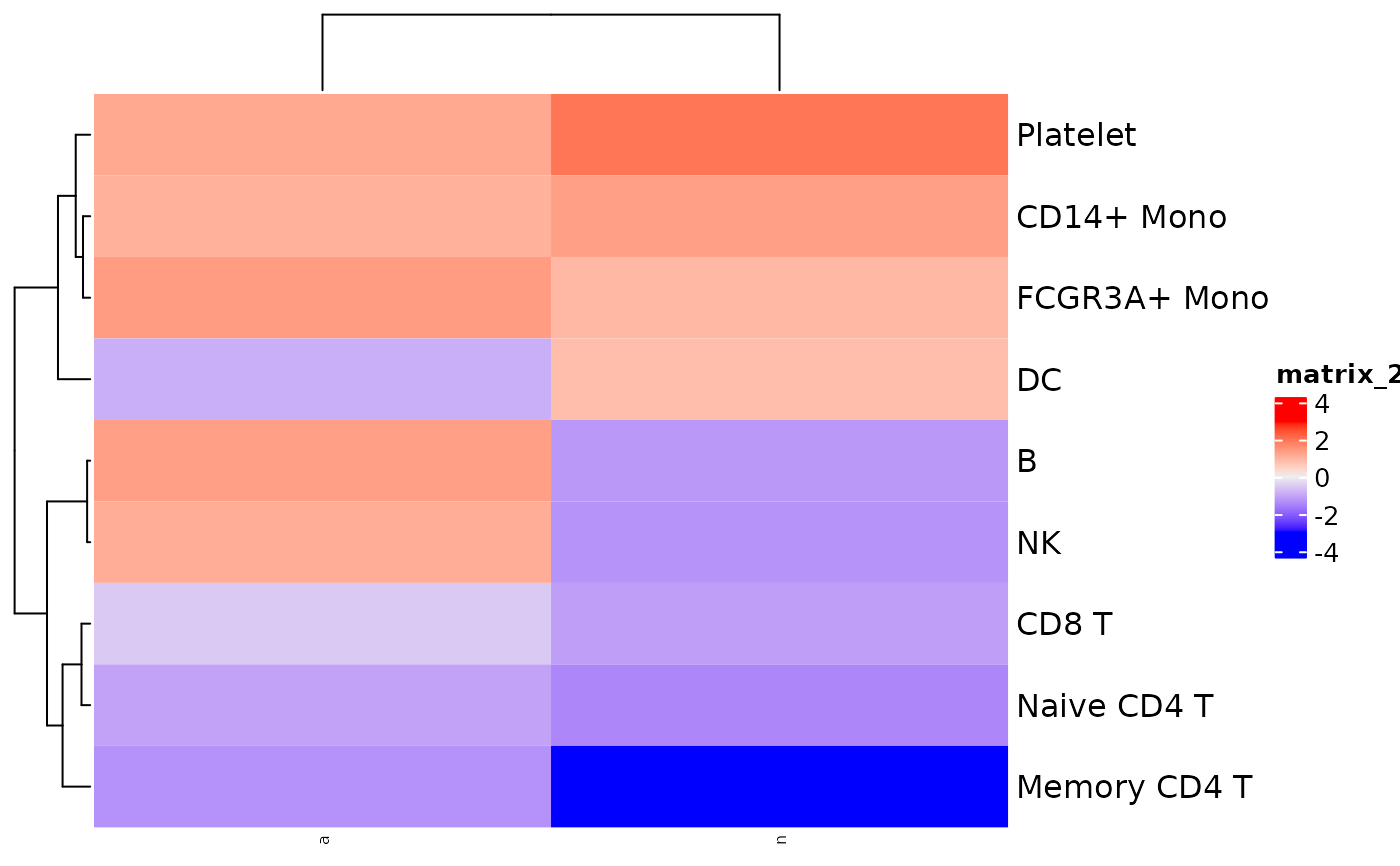 Platelet
CD14+ Mono
FCGR3A+ Mono
DC
B
NK
CD8 T
Naive CD4 T
Memory CD4 T
matrix_2
4
2
0
-2
-4
a
n